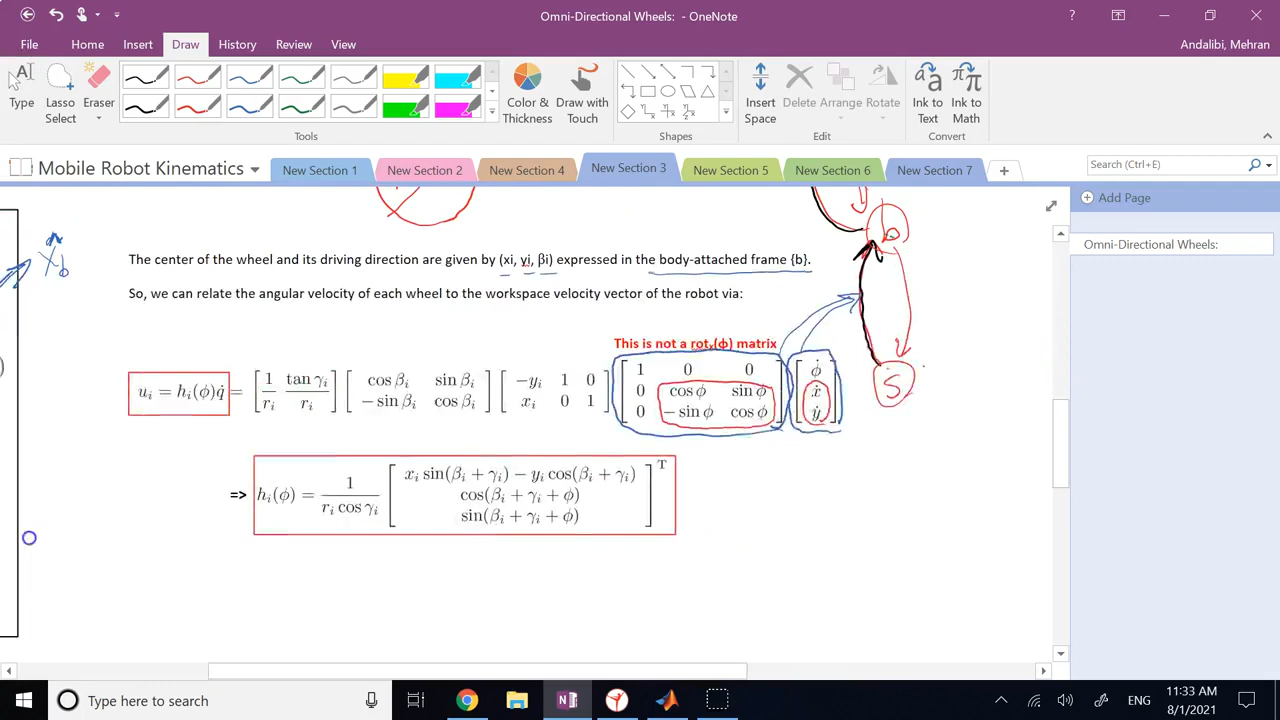 Omni-Directional Wheels: - OneNote
Andalibi, Mehran
File Home Insert Draw History Review View
Type Lasso Select Eraser Color & Thickness Draw with Touch Insert Space Delete Arrange Rotate Ink to Text Ink to Math
Tools Shapes Edit Convert
Mobile Robot Kinematics New Section 1 New Section 2 New Section 4 New Section 3 New Section 5 New Section 6 New Section 7 Search (Ctrl+E)
Add Page
Omni-Directional Wheels:
x̂b
b
The center of the wheel and its driving direction are given by (xi, yi, βi) expressed in the body-attached frame {b}.
So, we can relate the angular velocity of each wheel to the workspace velocity vector of the robot via:
This is not a rotₓ(ϕ) matrix
1 0 0 ϕ̇
u_i = h_i(ϕ)q̇ = [1/r_i tan γ_i/r_i] [cos β_i sin β_i; − sin β_i cos β_i] [−y_i 1 0; x_i 0 1] 0 cos ϕ sin ϕ ẋ
0 − sin ϕ cos ϕ ẏ
S
x_i sin(β_i + γ_i) − y_i cos(β_i + γ_i) T
=> h_i(ϕ) = 1/(r_i cos γ_i) cos(β_i + γ_i + ϕ)
sin(β_i + γ_i + ϕ)
Type here to search
ENG
11:33 AM
8/1/2021